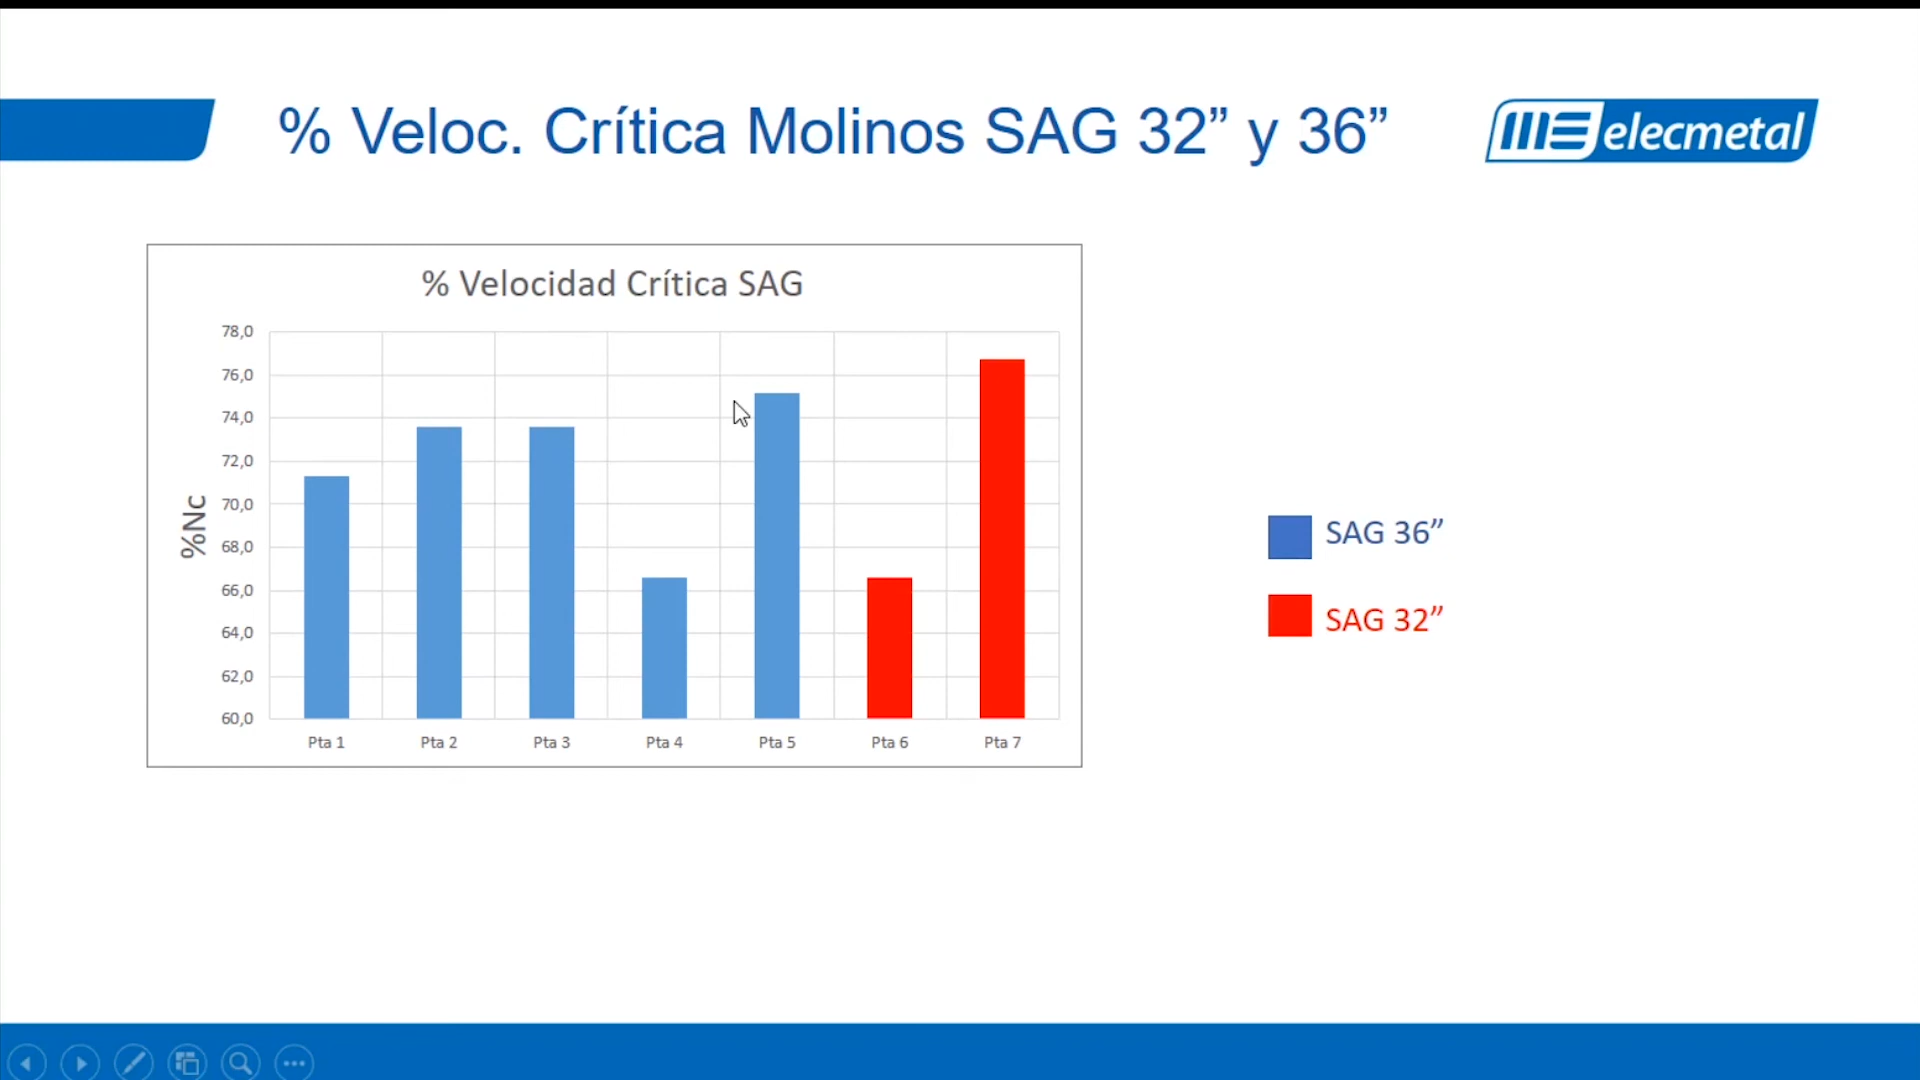 % Veloc. Crítica Molinos SAG 32” y 36”
ME elecmetal
% Velocidad Crítica SAG
78,0
76,0
74,0
72,0
70,0
68,0
66,0
64,0
62,0
60,0
%Nc
Pta 1
Pta 2
Pta 3
Pta 4
Pta 5
Pta 6
Pta 7
SAG 36”
SAG 32”